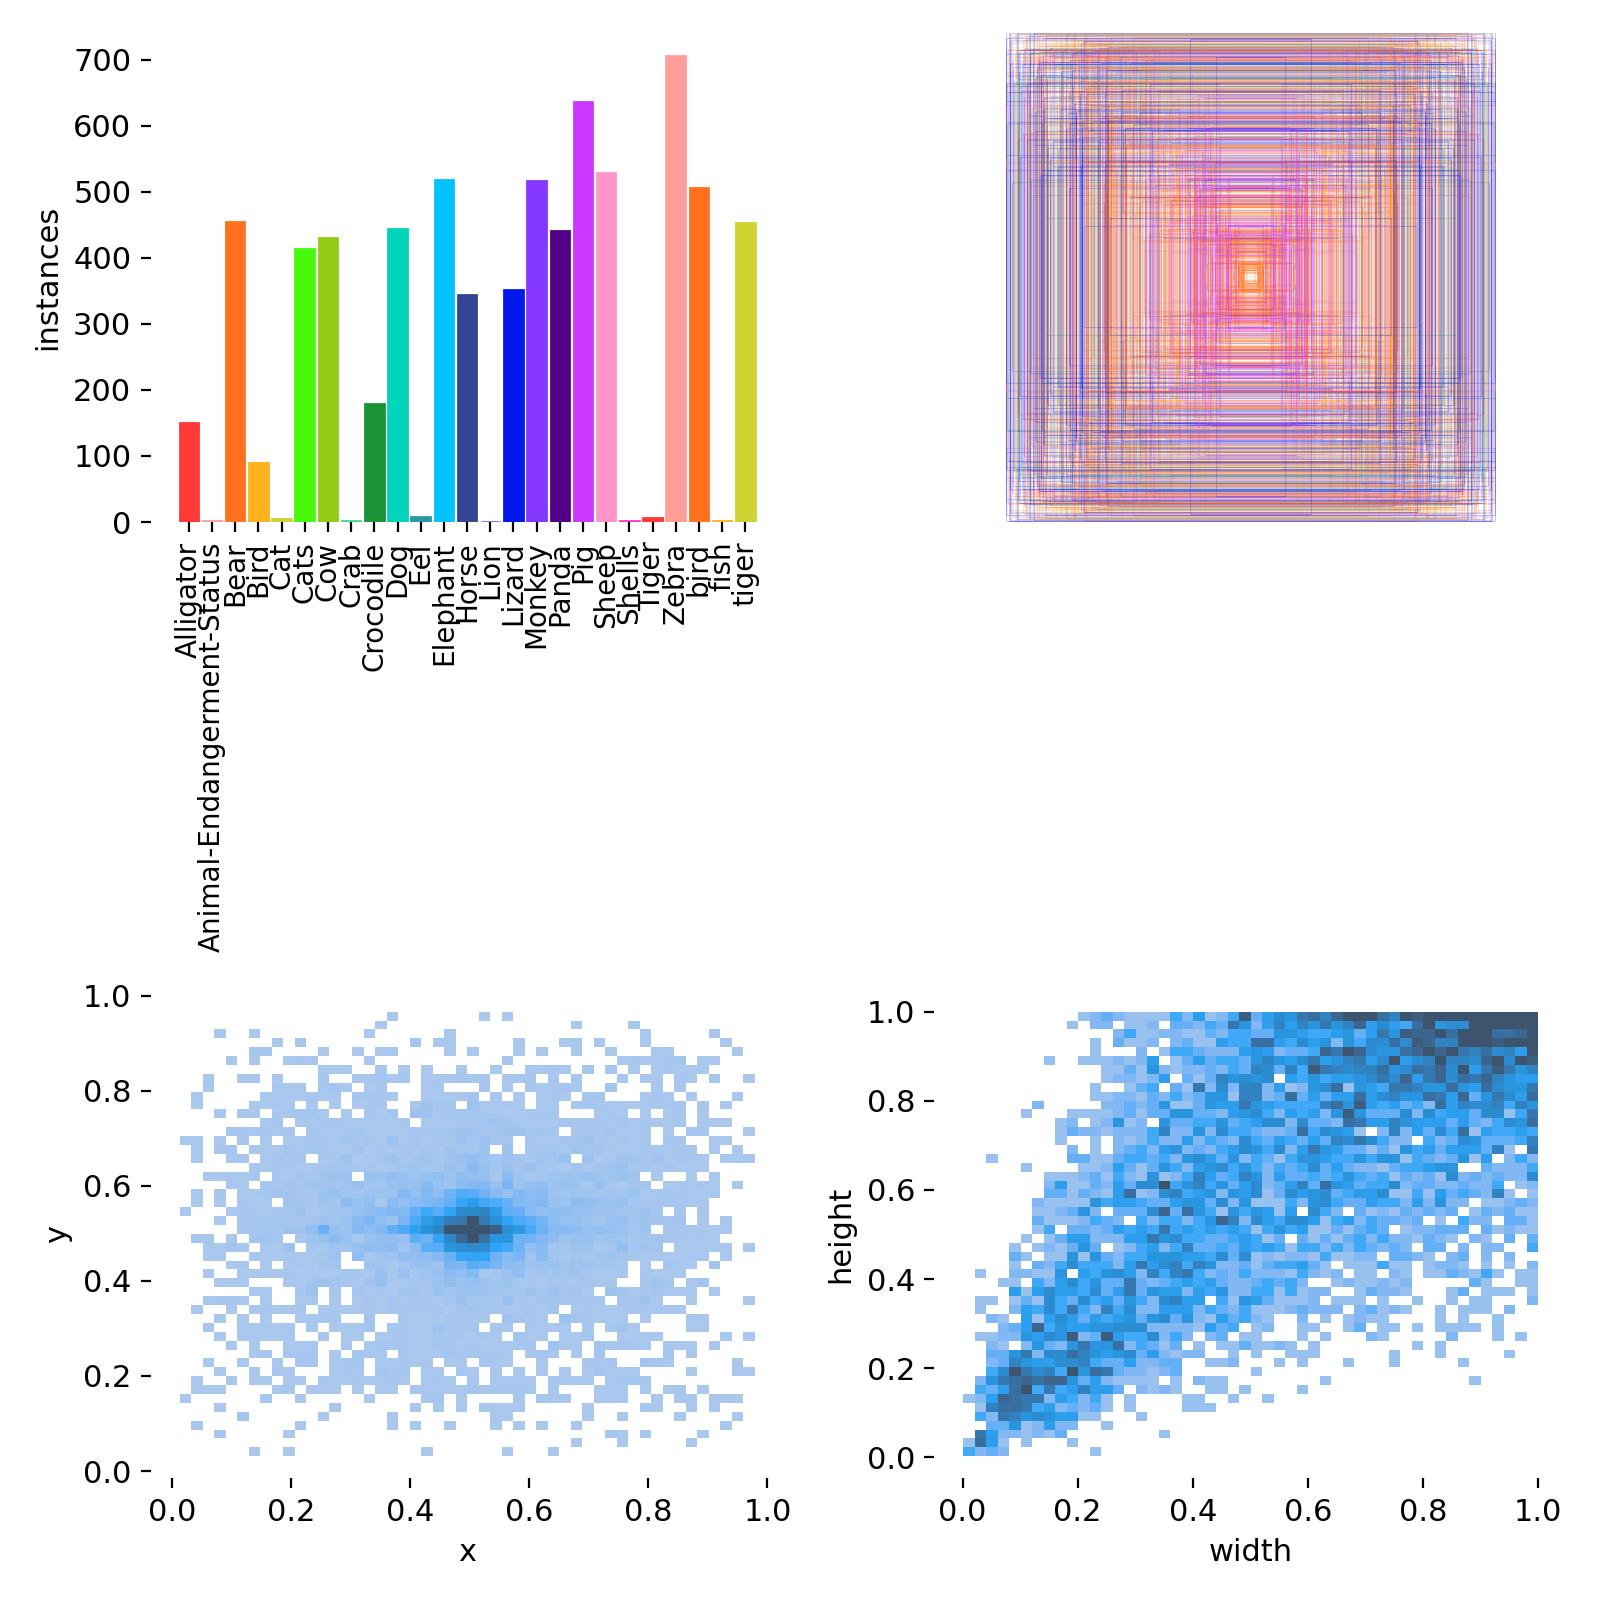 700
600
500
400
300
200
100
0
instances
Alligator
Animal-Endangerment-Status
Bear
Bird
Cat
Cats
Cow
Crab
Crocodile
Dog
Eel
Elephant
Horse
Lion
Lizard
Monkey
Panda
Pig
Sheep
Shells
Tiger
Zebra
bird
fish
tiger
1.0
0.8
0.6
0.4
0.2
0.0
y
0.0 0.2 0.4 0.6 0.8 1.0
x
1.0
0.8
0.6
0.4
0.2
0.0
height
0.0 0.2 0.4 0.6 0.8 1.0
width